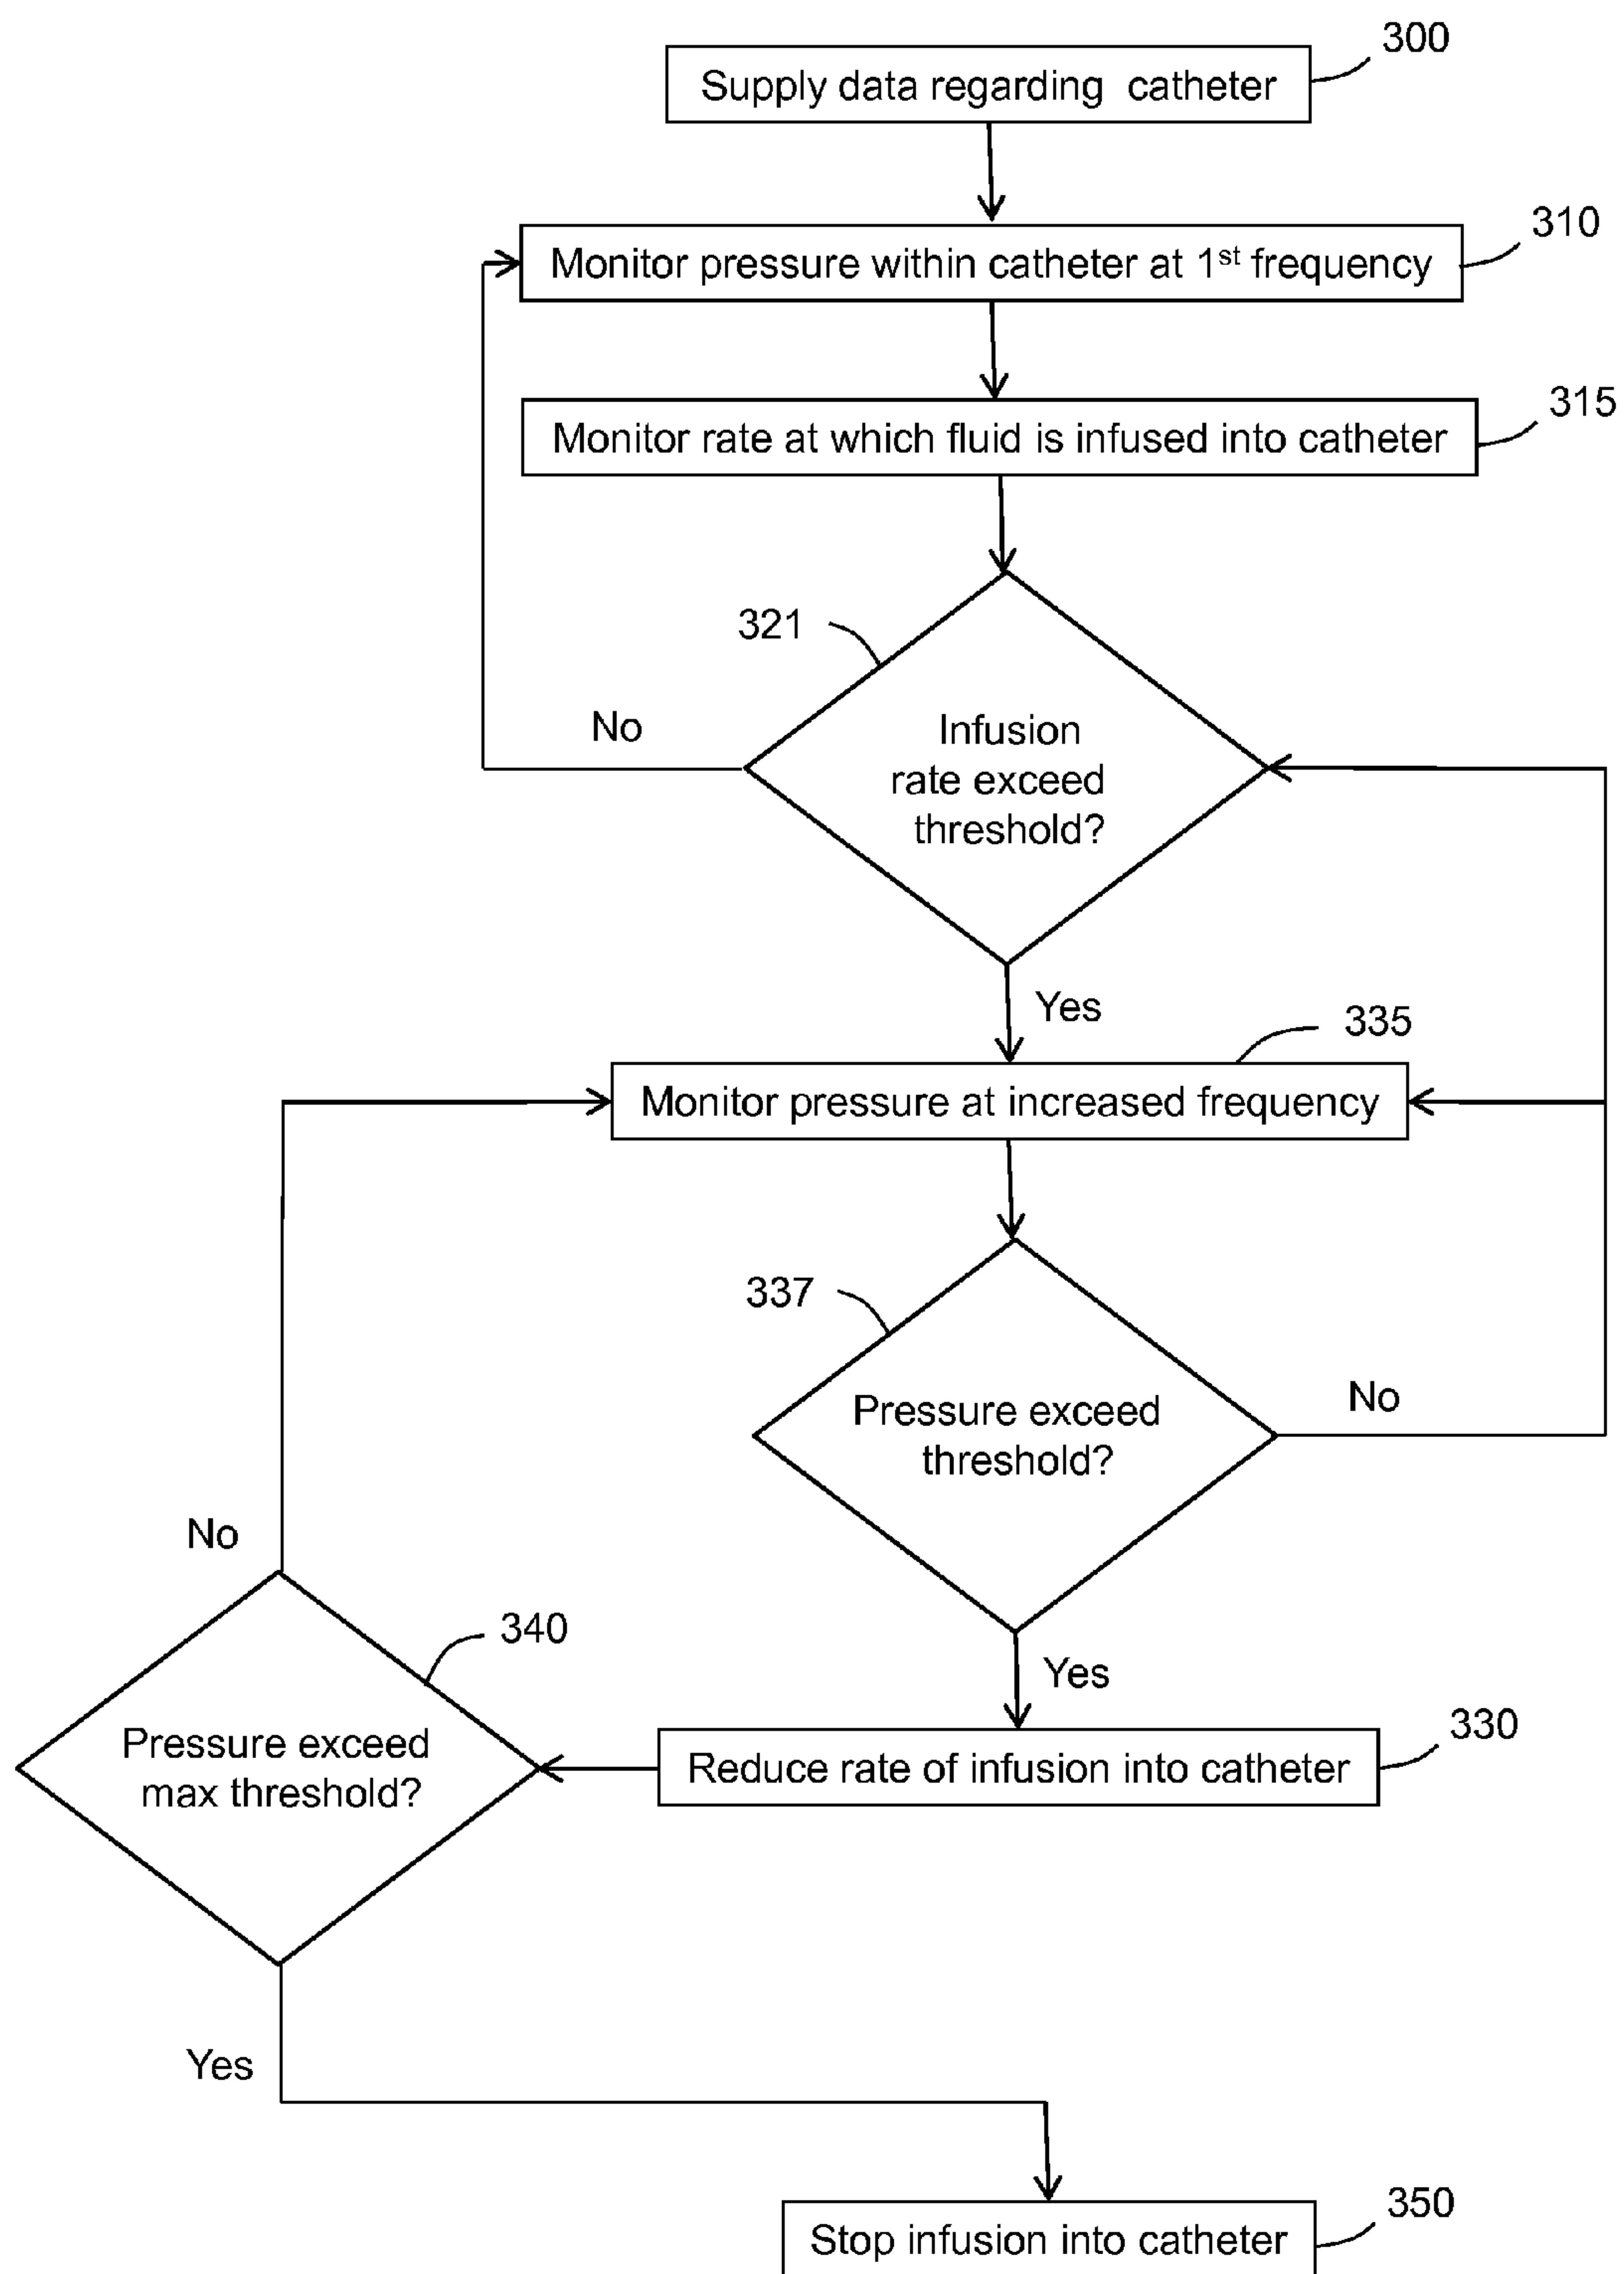 300
Supply data regarding catheter
310
Monitor pressure within catheter at 1st frequency
315
Monitor rate at which fluid is infused into catheter
321
No
Infusion
rate exceed
threshold?
Yes
335
Monitor pressure at increased frequency
337
Pressure exceed
threshold?
No
No
340
Yes
330
Pressure exceed
max threshold?
Reduce rate of infusion into catheter
Yes
350
Stop infusion into catheter